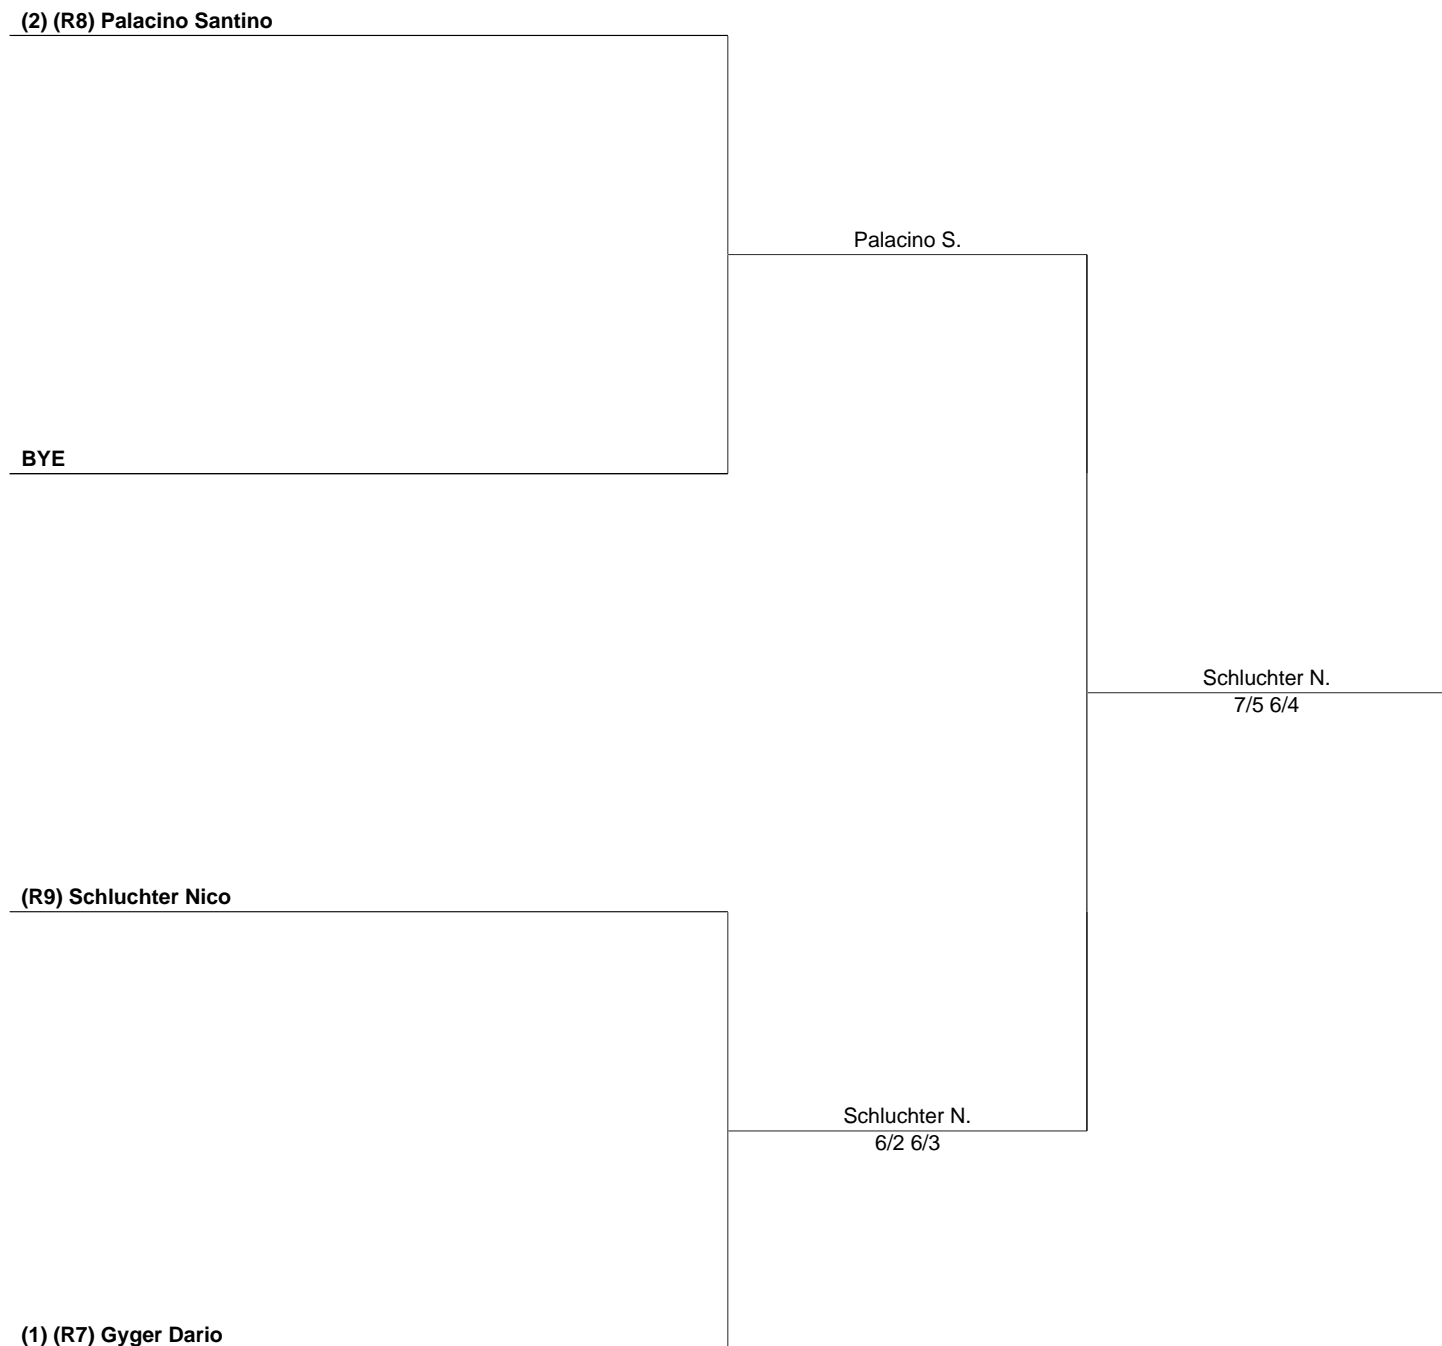 (2) (R8) Palacino Santino
Palacino S.
BYE
Schluchter N.
7/5 6/4
(R9) Schluchter Nico
Schluchter N.
6/2 6/3
(1) (R7) Gyger Dario